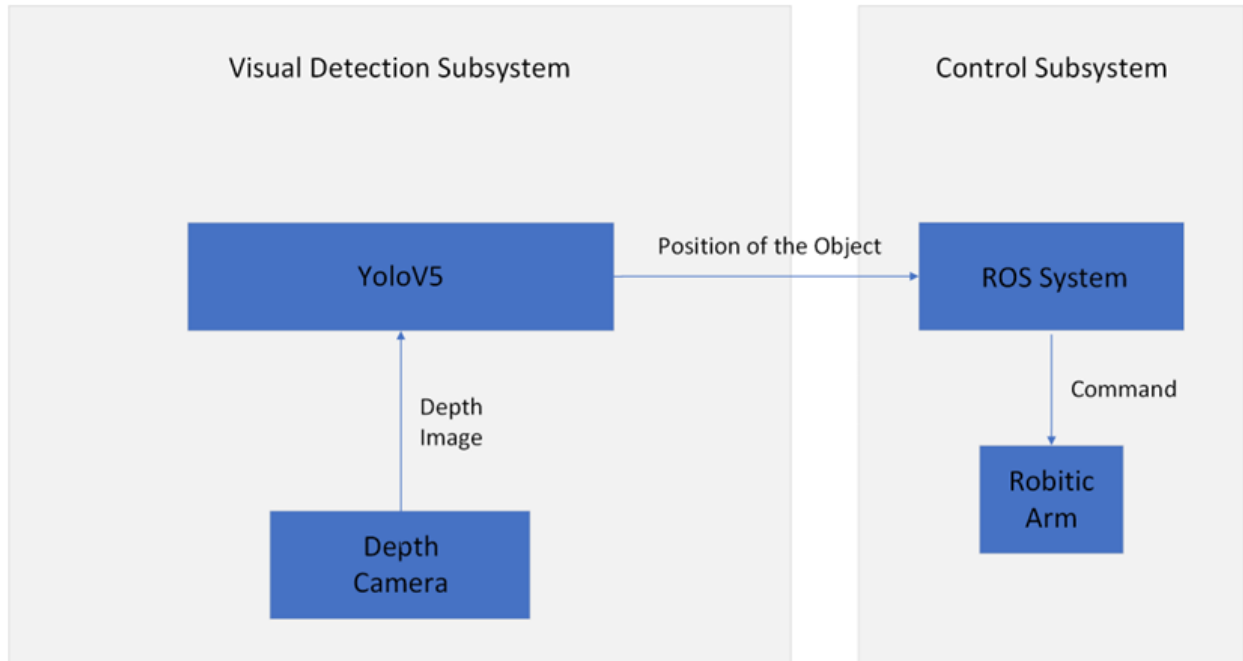 Visual Detection Subsystem
Control Subsystem
YoloV5
Position of the Object
ROS System
Depth
Image
Command
Depth
Camera
Robitic
Arm